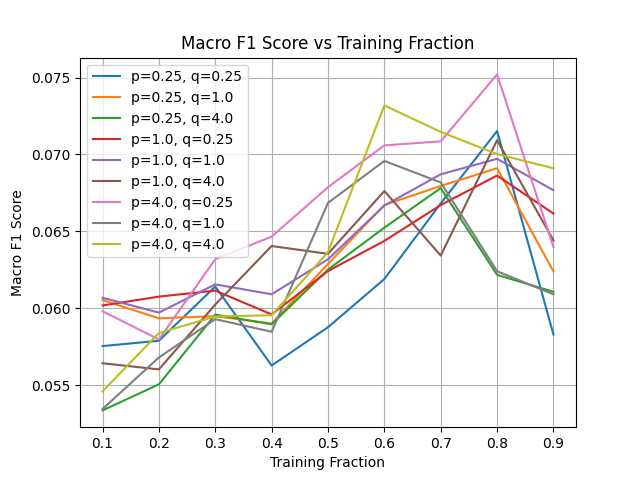 Macro F1 Score vs Training Fraction
p=0.25, q=0.25
p=0.25, q=1.0
p=0.25, q=4.0
p=1.0, q=0.25
p=1.0, q=1.0
p=1.0, q=4.0
p=4.0, q=0.25
p=4.0, q=1.0
p=4.0, q=4.0
Macro F1 Score
0.075
0.070
0.065
0.060
0.055
0.1 0.2 0.3 0.4 0.5 0.6 0.7 0.8 0.9
Training Fraction